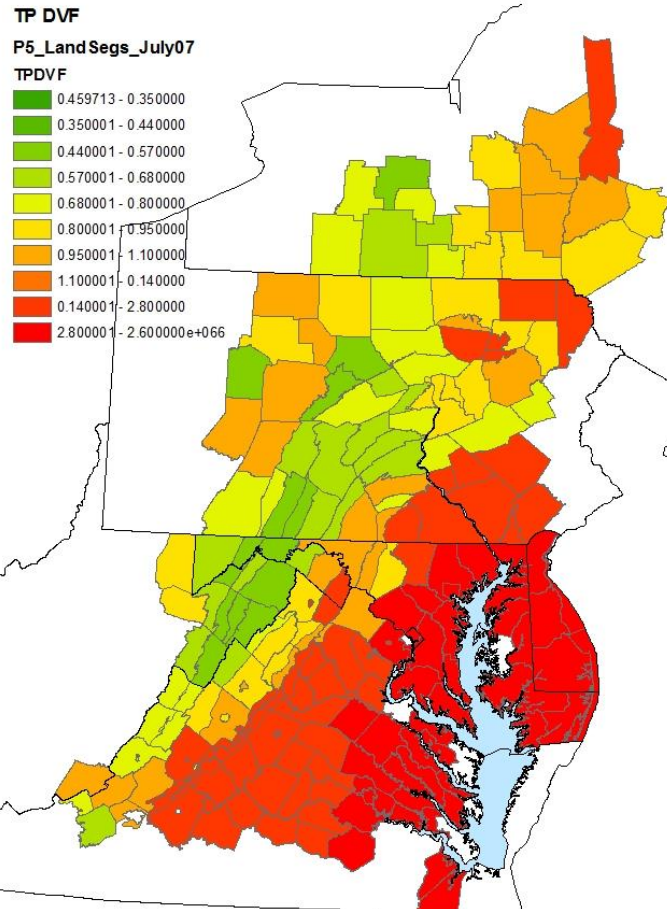 TP DVF
P5_Land Segs_July07
TPDVF
0.459713 - 0.350000
0.350001 - 0.440000
0.440001 - 0.570000
0.570001 - 0.680000
0.680001 - 0.800000
0.800001 - 0.950000
0.950001 - 1.100000
1.100001 - 0.140000
0.140001 - 2.800000
2.800001 - 2.600000e+066